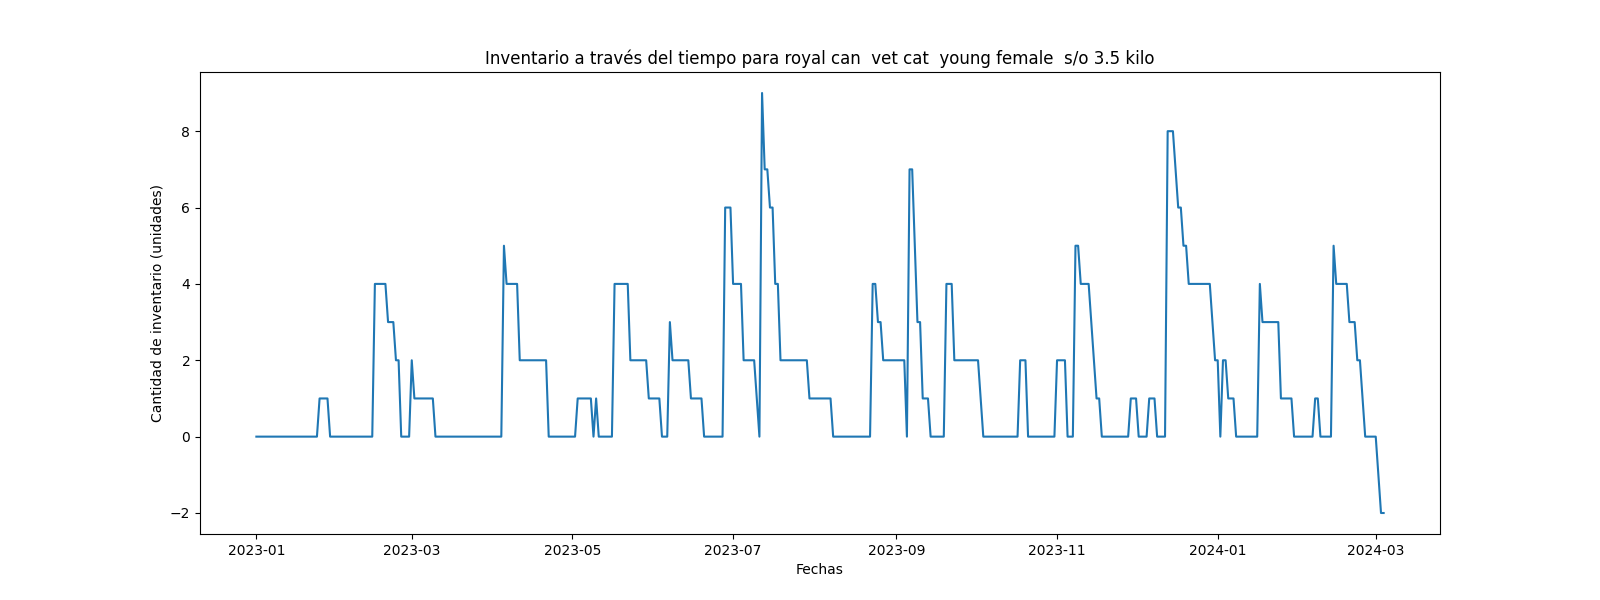 Inventario a través del tiempo para royal can  vet cat  young female  s/o 3.5 kilo
Cantidad de inventario (unidades)
8
6
4
2
0
−2
2023-01 2023-03 2023-05 2023-07 2023-09 2023-11 2024-01 2024-03
Fechas